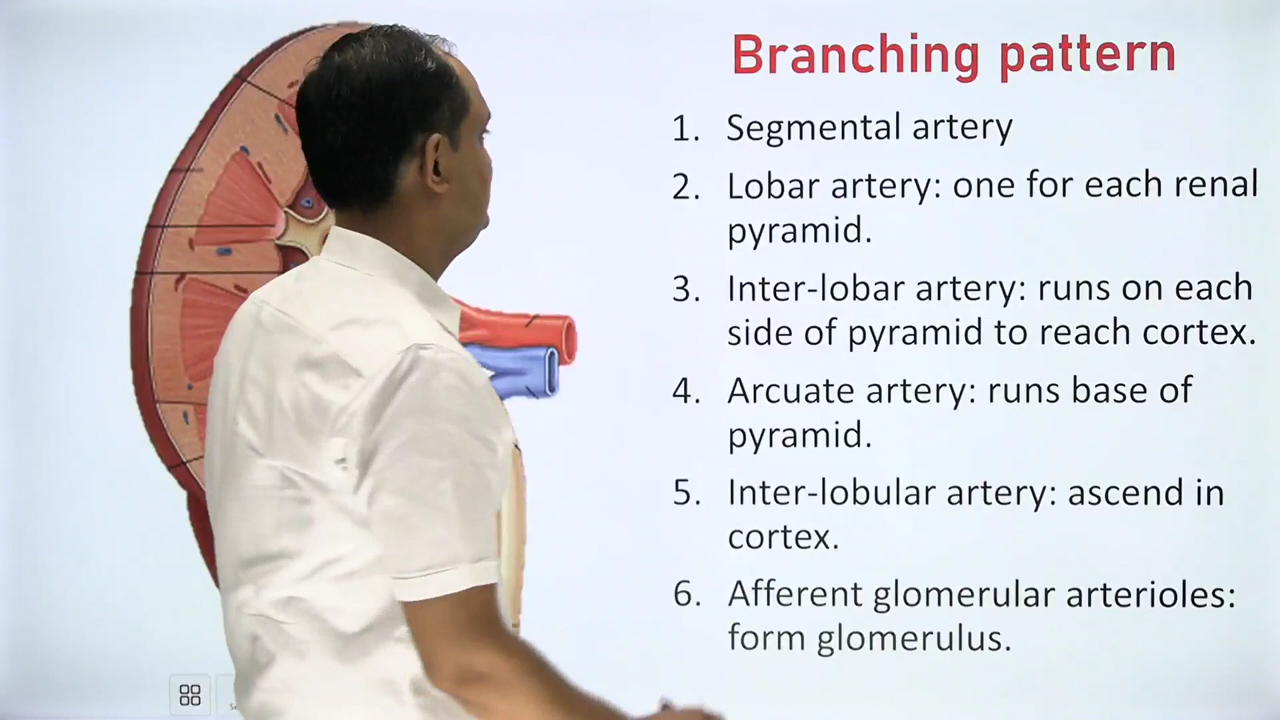 Branching pattern
1. Segmental artery
2. Lobar artery: one for each renal
pyramid.
3. Inter-lobar artery: runs on each
side of pyramid to reach cortex.
4. Arcuate artery: runs base of
pyramid.
5. Inter-lobular artery: ascend in
cortex.
6. Afferent glomerular arterioles:
form glomerulus.